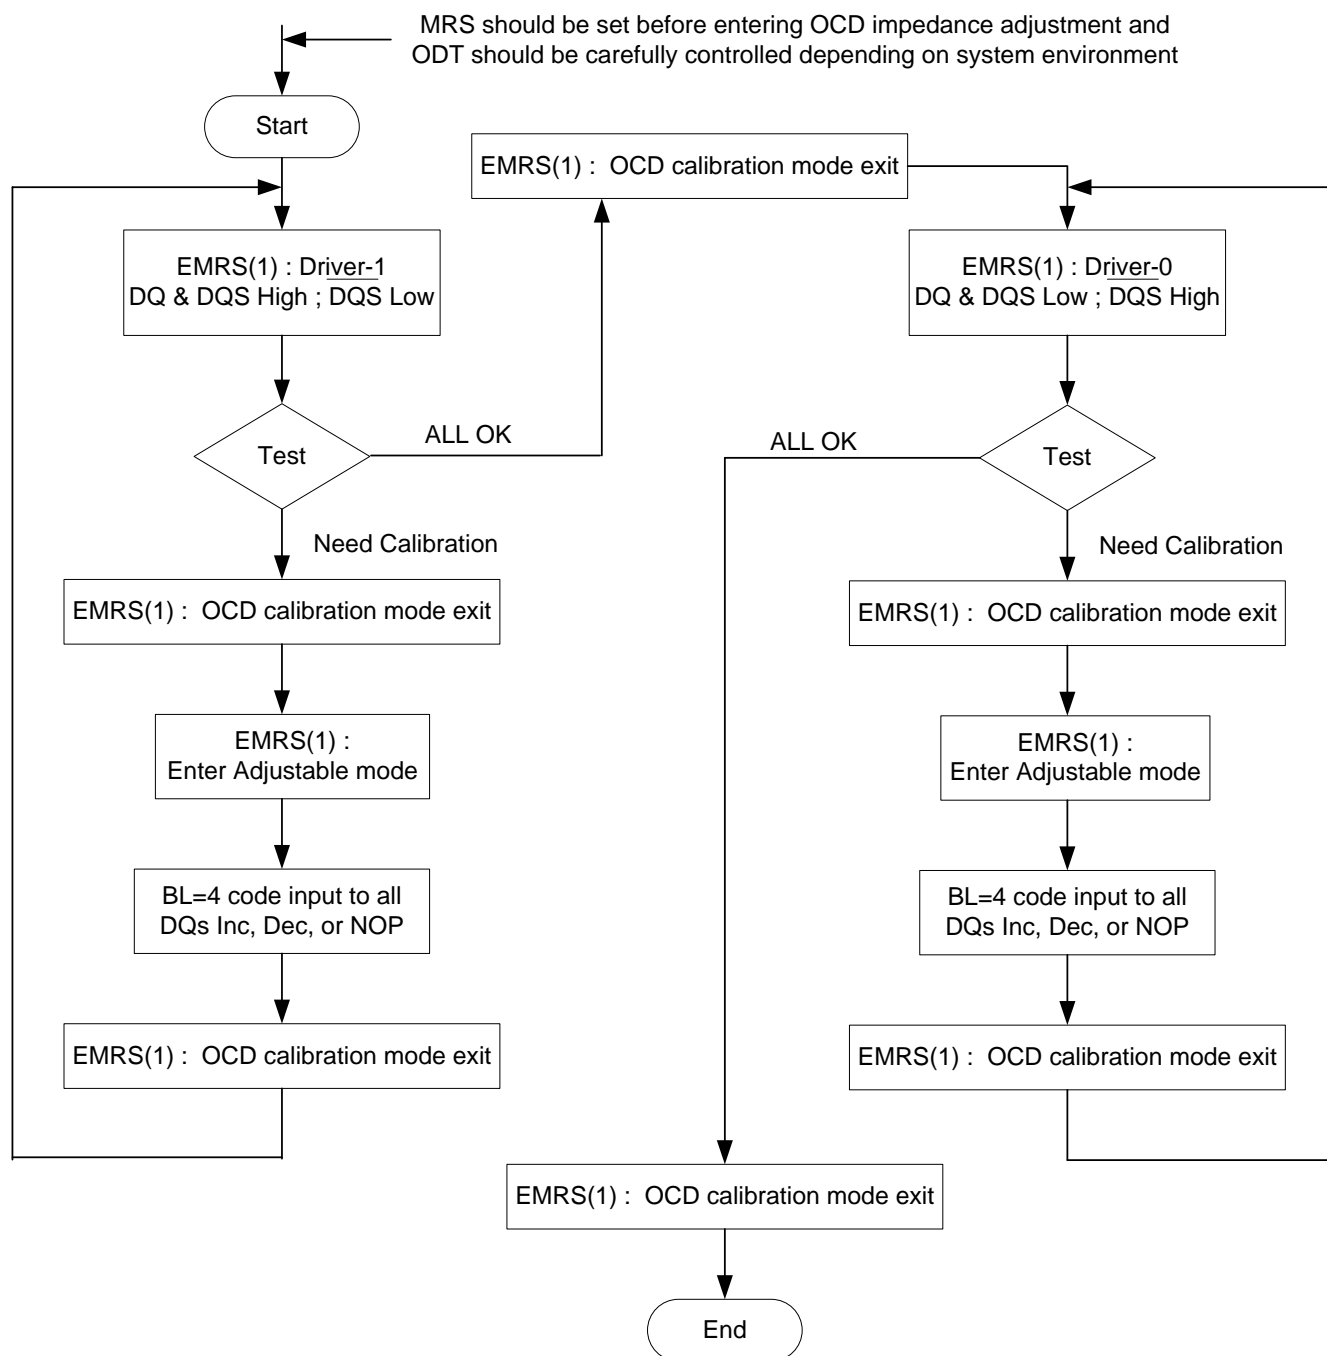 MRS should be set before entering OCD impedance adjustment and
ODT should be carefully controlled depending on system environment
Start
EMRS(1) :  OCD calibration mode exit
EMRS(1) : Driver-1
DQ & DQS High ; D̅Q̅S̅ Low
EMRS(1) : Driver-0
DQ & DQS Low ; D̅Q̅S̅ High
Test
ALL OK
ALL OK
Test
Need Calibration
Need Calibration
EMRS(1) :  OCD calibration mode exit
EMRS(1) :  OCD calibration mode exit
EMRS(1) :
Enter Adjustable mode
EMRS(1) :
Enter Adjustable mode
BL=4 code input to all
DQs Inc, Dec, or NOP
BL=4 code input to all
DQs Inc, Dec, or NOP
EMRS(1) :  OCD calibration mode exit
EMRS(1) :  OCD calibration mode exit
EMRS(1) :  OCD calibration mode exit
End